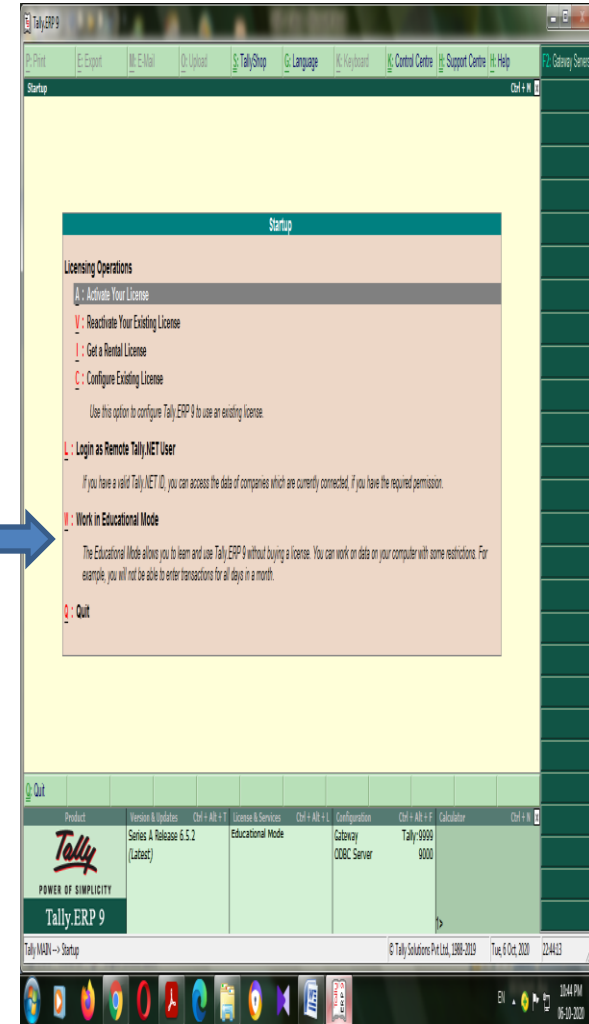 Tally.ERP 9
P: Print E: Export M: E-Mail O: Upload S: TallyShop G: Language K: Keyboard K: Control Centre H: Support Centre H: Help F2: Gateway Server
Startup Ctrl + M x
Startup
Licensing Operations
A : Activate Your License
V : Reactivate Your Existing License
I : Get a Rental License
C : Configure Existing License
Use this option to configure Tally.ERP 9 to use an existing license.
L : Login as Remote Tally.NET User
If you have a valid Tally.NET ID, you can access the data of companies which are currently connected, if you have the required permission.
W : Work in Educational Mode
The Educational Mode allows you to learn and use Tally.ERP 9 without buying a license. You can work on data on your computer with some restrictions. For
example, you will not be able to enter transactions for all days in a month.
Q : Quit
Q: Quit
Product Version & Updates Ctrl + Alt + T License & Services Ctrl + Alt + L Configuration Ctrl + Alt + F Calculator Ctrl + N x
Tally
POWER OF SIMPLICITY
Tally.ERP 9
Series A Release 6.5.2
(Latest)
Educational Mode
Gateway Tally:9999
ODBC Server 9000
1>
Tally MAIN --> Startup © Tally Solutions Pvt Ltd., 1988-2019 Tue, 6 Oct, 2020 22:44:13
EN 10:44 PM
06-10-2020